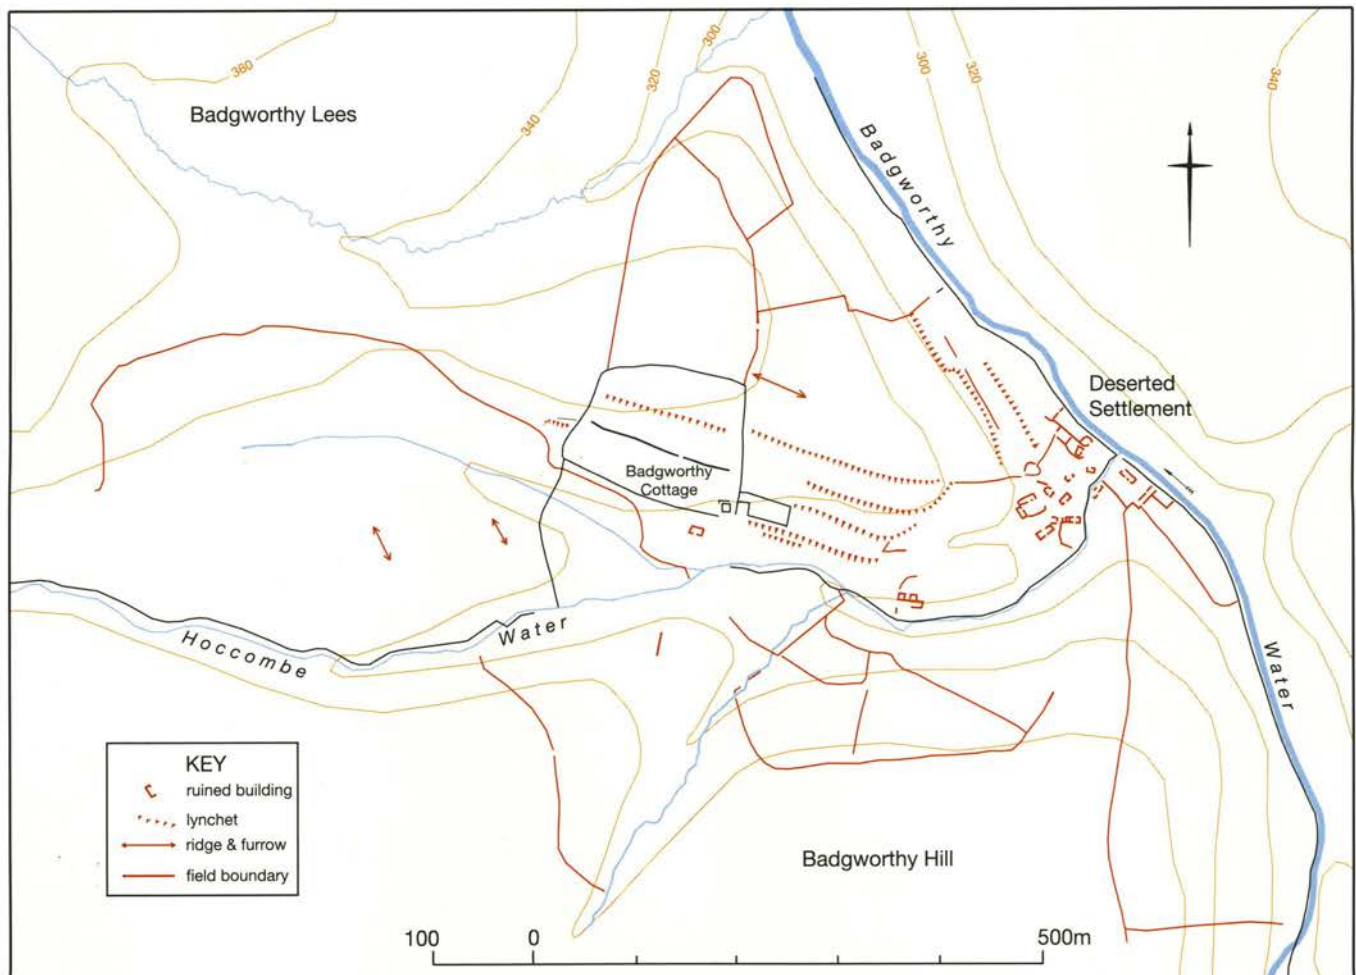 360
300
300
320
340
320
340
Badgworthy Lees
Badgworthy
Deserted
Settlement
Badgworthy
Cottage
Hoccombe
Water
Water
KEY
ruined building
lynchet
ridge & furrow
field boundary
Badgworthy Hill
100
0
500m